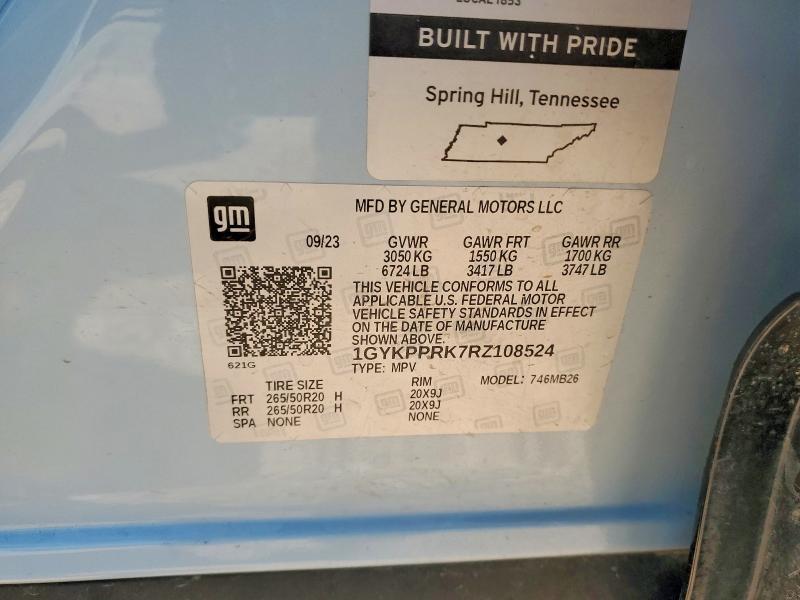 LOCAL 1853
BUILT WITH PRIDE
Spring Hill, Tennessee
gm
MFD BY GENERAL MOTORS LLC
09/23 GVWR GAWR FRT GAWR RR
3050 KG 1550 KG 1700 KG
6724 LB 3417 LB 3747 LB
THIS VEHICLE CONFORMS TO ALL
APPLICABLE U.S. FEDERAL MOTOR
VEHICLE SAFETY STANDARDS IN EFFECT
ON THE DATE OF MANUFACTURE
SHOWN ABOVE.
1GYKPPRK7RZ108524
621G
TYPE: MPV MODEL: 746MB26
TIRE SIZE RIM
FRT 265/50R20 H 20X9J
RR 265/50R20 H 20X9J
SPA NONE NONE